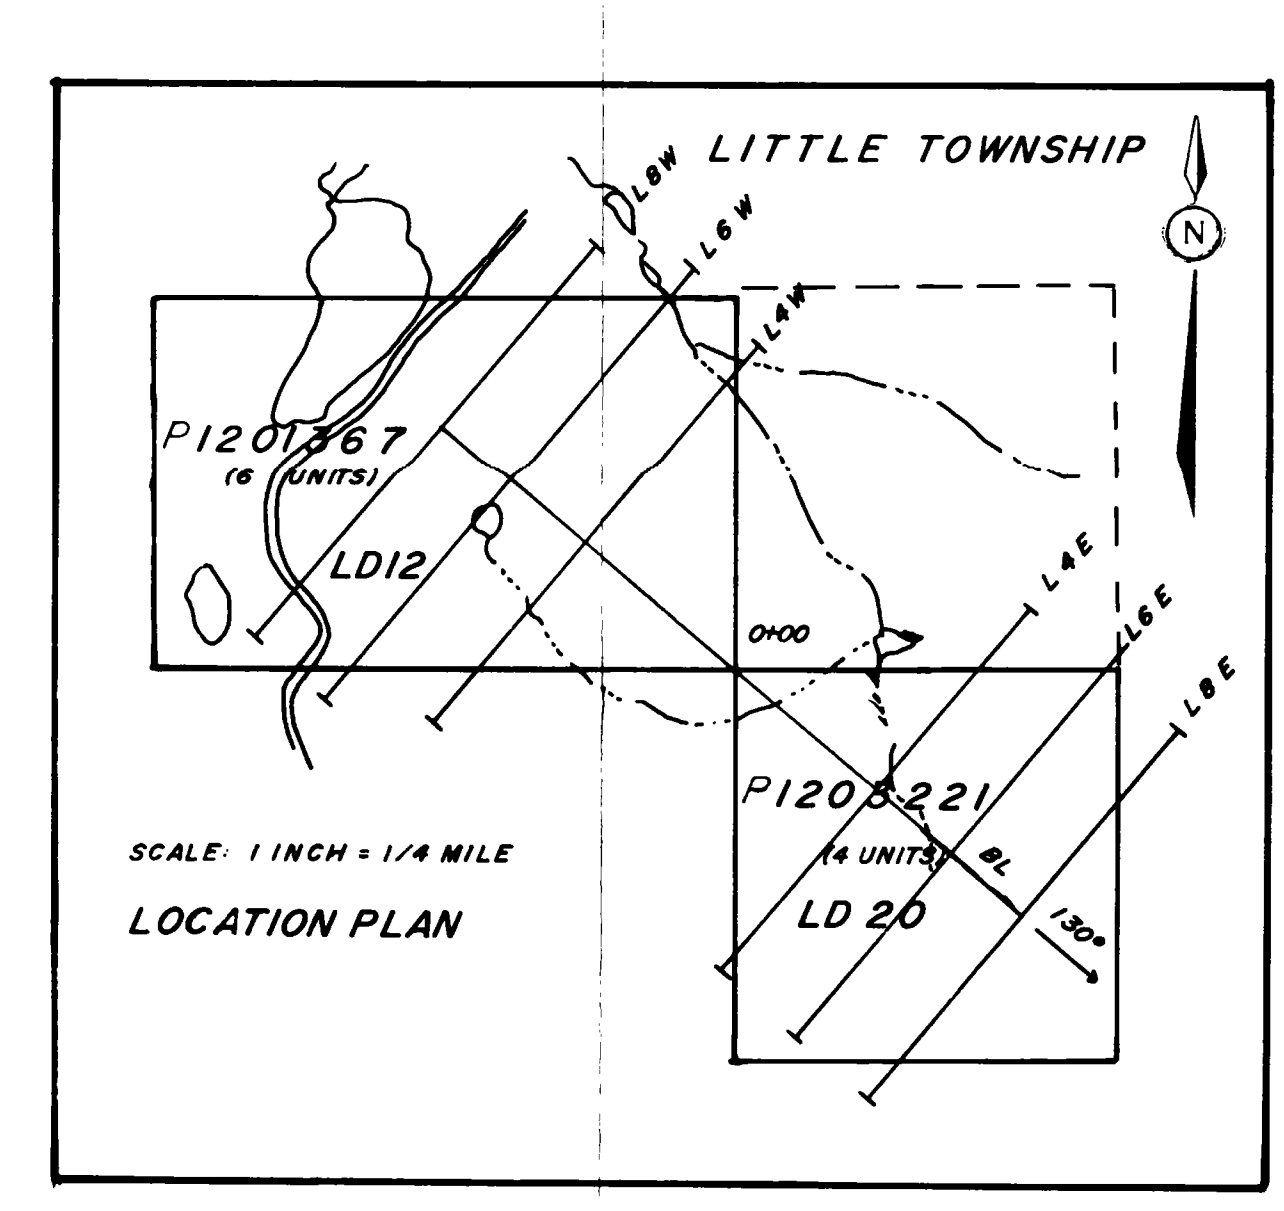 LITTLE TOWNSHIP
L8W
L6W
L4W
N
P1201367
(6 UNITS)
LD12
0+00
L4E
L6E
L8E
P1203221
(4 UNITS)
BL
LD 20
130°
SCALE: 1 INCH = 1/4 MILE
LOCATION PLAN